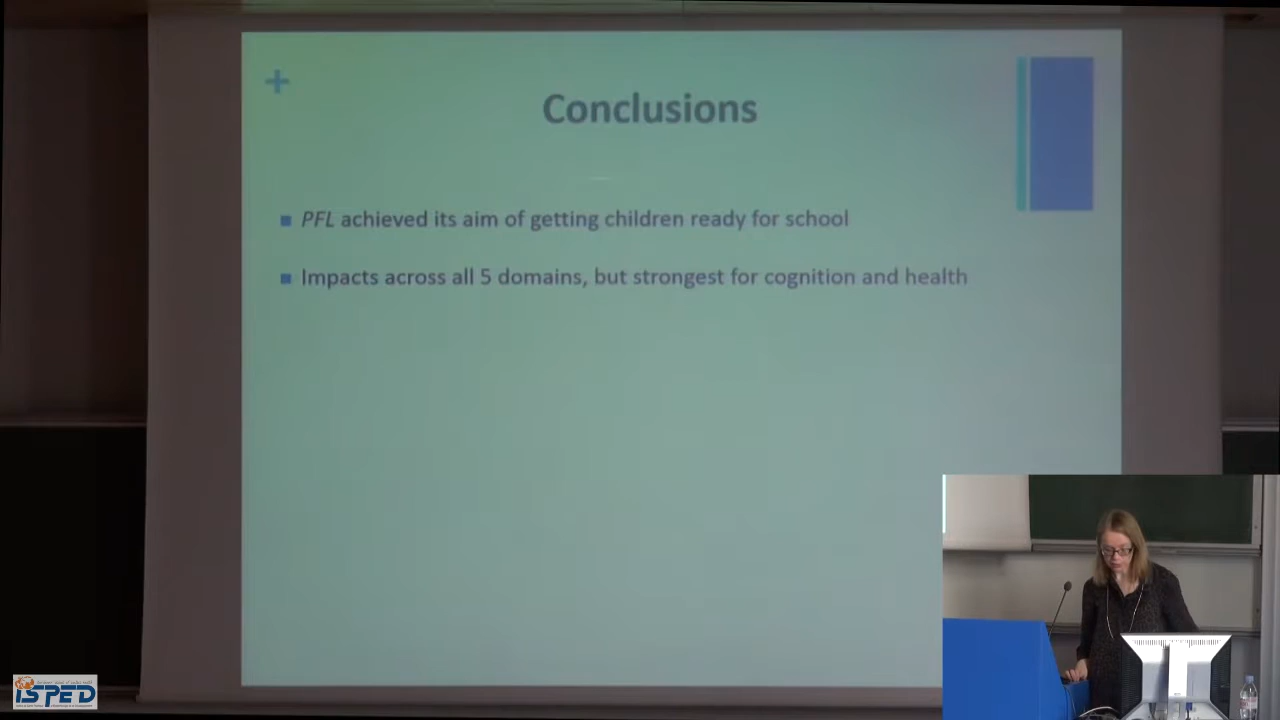 +
Conclusions
■ PFL achieved its aim of getting children ready for school
■ Impacts across all 5 domains, but strongest for cognition and health
ISPED